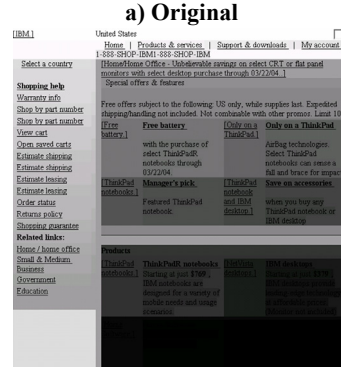 a) Original
[IBM ]
United States
Home | Products & services | Support & downloads | My account
1-888-SHOP-IBM1-888-SHOP-IBM
Select a country
[Home/Home Office - Unbelievable savings on select CRT or flat panel
monitors with select desktop purchase through 03/22/04. ]
Special offers & features
Shopping help
Warranty info
Shop by part number
Shop by part number
View cart
Open saved carts
Estimate shipping
Estimate shipping
Estimate leasing
Estimate leasing
Order status
Returns policy
Shopping guarantee
Related links:
Home / home office
Small & Medium
Business
Government
Education
Free offers subject to the following: US only, while supplies last. Expedited
shipping/handling not included. Not combinable with other promos. Limit 10
[Free
battery ]
Free battery
with the purchase of
select ThinkPadR
notebooks through
03/22/04.
[Only on a
ThinkPad ]
Only on a ThinkPad
AirBag technologies.
Select ThinkPad
notebooks can sense a
fall and brace for impact
[ThinkPad
notebooks ]
Manager's pick
Featured ThinkPad
notebook.
[ThinkPad
notebook
and IBM
desktop ]
Save on accessories
when you buy any
ThinkPad notebook or
IBM desktop
Products
[ThinkPad
notebooks ]
ThinkPadR notebooks
Starting at just $769
IBM notebooks are
designed for a variety of
mobile needs and usage
scenarios.
IBM desktops